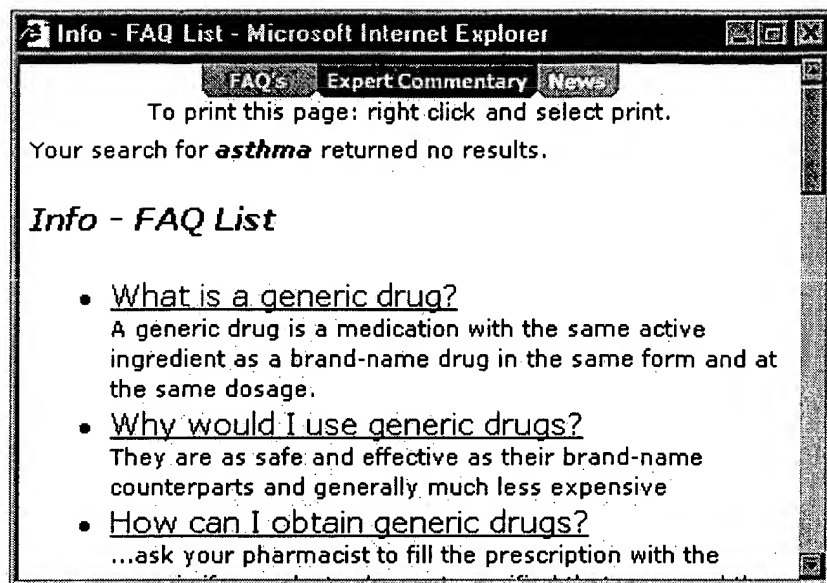 Info - FAQ List - Microsoft Internet Explorer
FAQ's Expert Commentary News
To print this page: right click and select print.
Your search for asthma returned no results.
Info - FAQ List
• What is a generic drug?
A generic drug is a medication with the same active
ingredient as a brand-name drug in the same form and at
the same dosage.
• Why would I use generic drugs?
They are as safe and effective as their brand-name
counterparts and generally much less expensive
• How can I obtain generic drugs?
...ask your pharmacist to fill the prescription with the